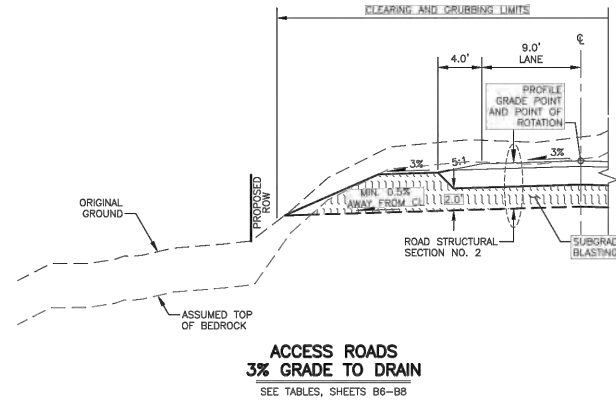 CLEARING AND GRUBBING LIMITS
℄
4.0'
9.0'
LANE
PROFILE
GRADE POINT
AND POINT OF
ROTATION
3%
5:1
3%
PROPOSED
ROW
ORIGINAL
GROUND
MIN. 0.5%
AWAY FROM CL
2.0'
ROAD STRUCTURAL
SECTION NO. 2
SUBGRAD
BLASTING
ASSUMED TOP
OF BEDROCK
ACCESS ROADS
3% GRADE TO DRAIN
SEE TABLES, SHEETS B6-B8